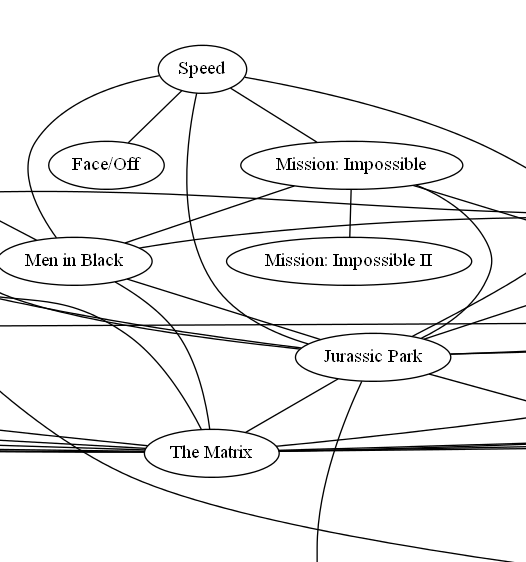 Speed
Face/Off
Mission: Impossible
Men in Black
Mission: Impossible II
Jurassic Park
The Matrix